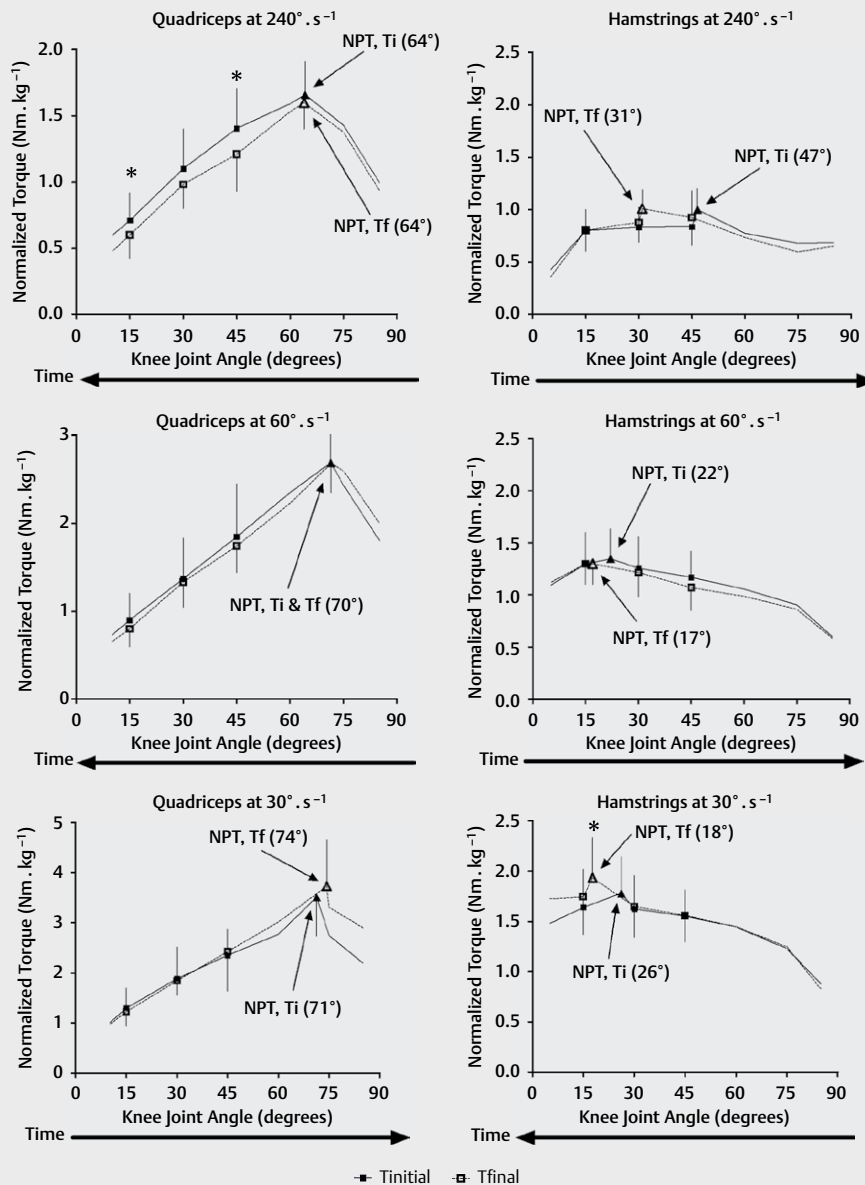 Quadriceps at 240°.s⁻¹
Normalized Torque (Nm.kg⁻¹)
2.0
1.5
1.0
0.5
0.0
*
*
NPT, Ti (64°)
NPT, Tf (64°)
0 15 30 45 60 75 90
Knee Joint Angle (degrees)
Time
Hamstrings at 240°.s⁻¹
Normalized Torque (Nm.kg⁻¹)
2.5
2.0
1.5
1.0
0.5
0.0
NPT, Tf (31°)
NPT, Ti (47°)
0 15 30 45 60 75 90
Knee Joint Angle (degrees)
Time
Quadriceps at 60°.s⁻¹
Normalized Torque (Nm.kg⁻¹)
3
2
1
0
NPT, Ti & Tf (70°)
0 15 30 45 60 75 90
Knee Joint Angle (degrees)
Time
Hamstrings at 60°.s⁻¹
Normalized Torque (Nm.kg⁻¹)
2.5
2.0
1.5
1.0
0.5
0.0
NPT, Ti (22°)
NPT, Tf (17°)
0 15 30 45 60 75 90
Knee Joint Angle (degrees)
Time
Quadriceps at 30°.s⁻¹
Normalized Torque (Nm.kg⁻¹)
5
4
3
2
1
0
NPT, Tf (74°)
NPT, Ti (71°)
0 15 30 45 60 75 90
Knee Joint Angle (degrees)
Time
Hamstrings at 30°.s⁻¹
Normalized Torque (Nm.kg⁻¹)
2.5
2.0
1.5
1.0
0.5
0.0
*
NPT, Tf (18°)
NPT, Ti (26°)
0 15 30 45 60 75 90
Knee Joint Angle (degrees)
Time
Tinitial Tfinal